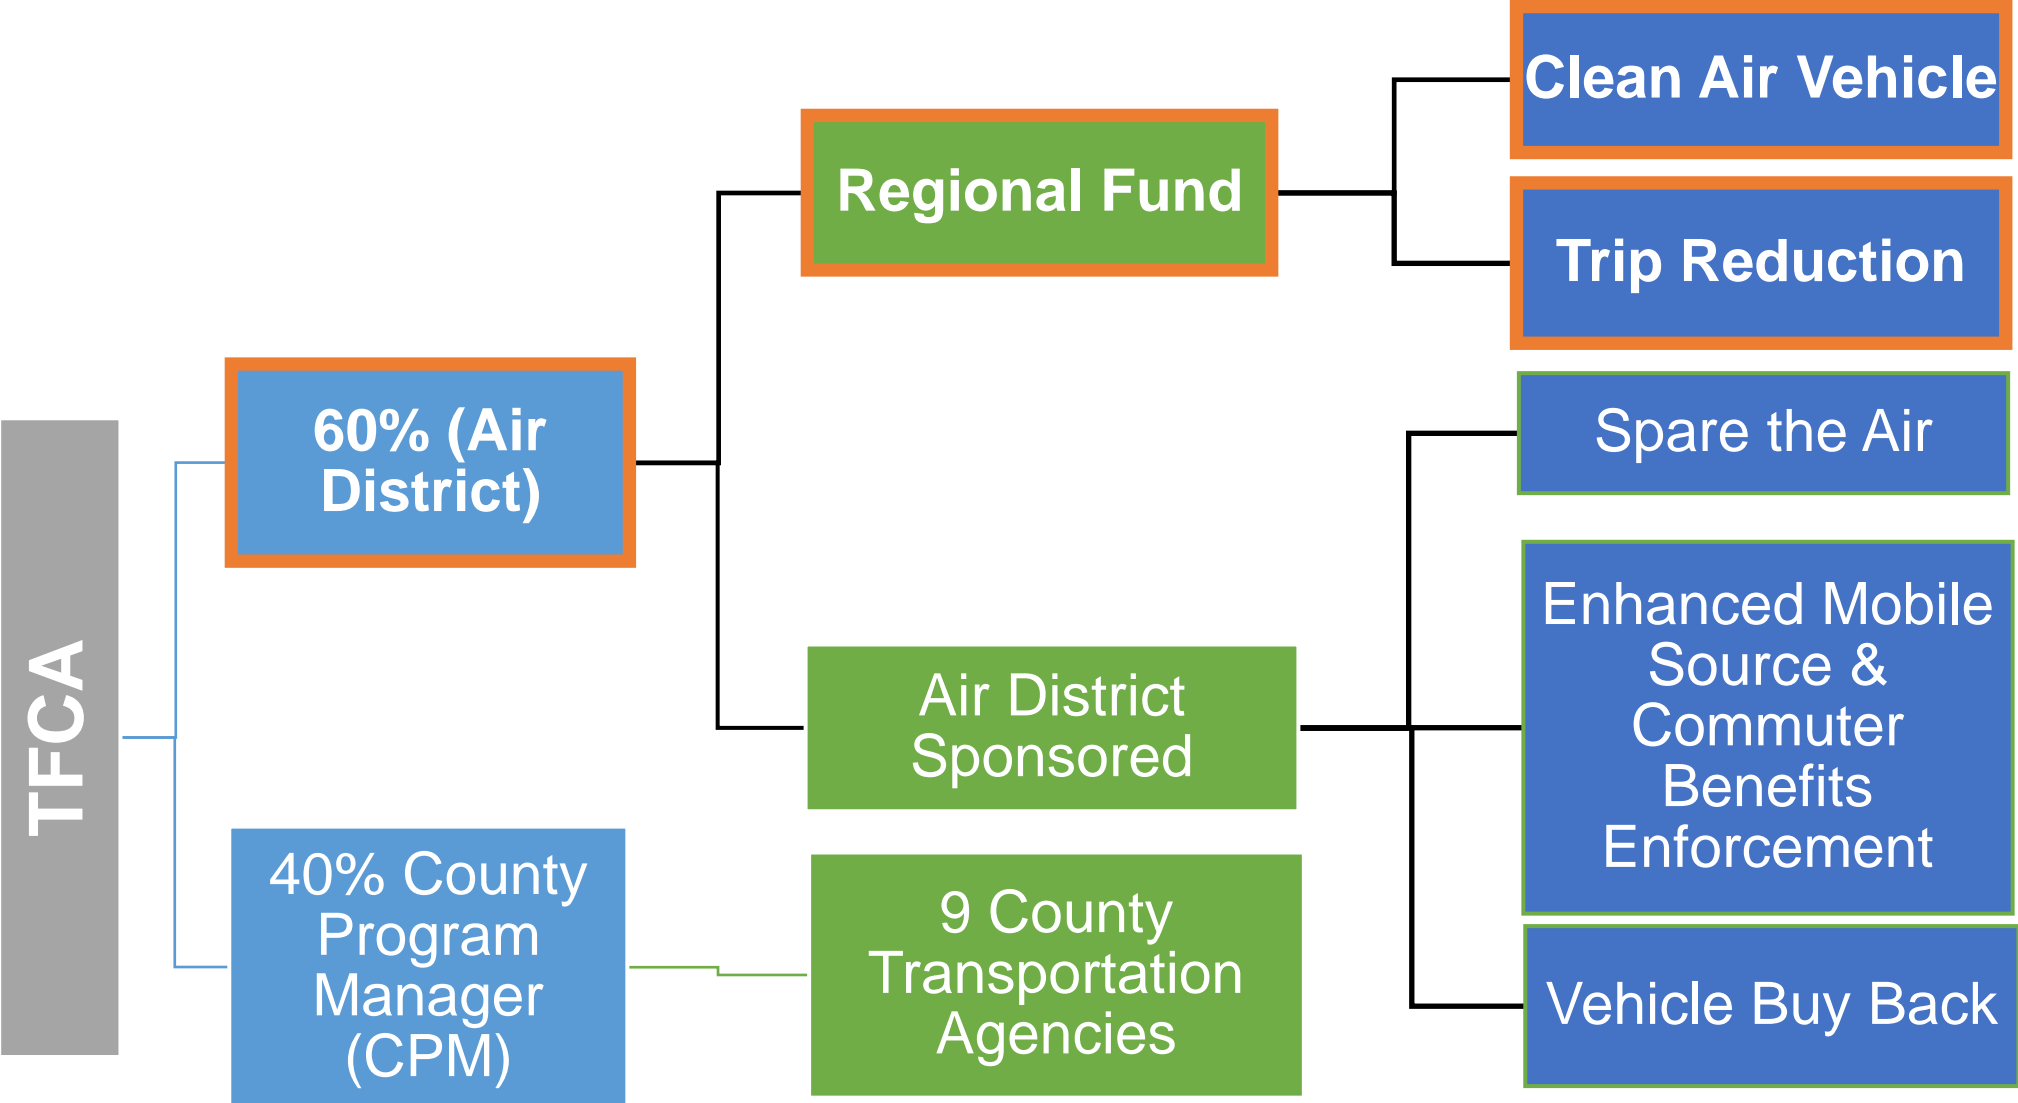 TFCA
60% (Air
District)
Regional Fund
Clean Air Vehicle
Trip Reduction
Air District
Sponsored
Spare the Air
Enhanced Mobile
Source &
Commuter
Benefits
Enforcement
Vehicle Buy Back
40% County
Program
Manager
(CPM)
9 County
Transportation
Agencies